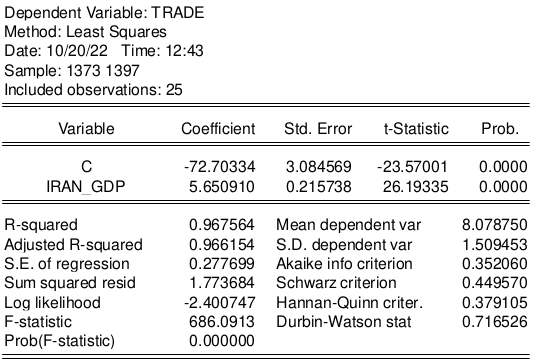 Dependent Variable: TRADE
Method: Least Squares
Date: 10/20/22 Time: 12:43
Sample: 1373 1397
Included observations: 25
Variable Coefficient Std. Error t-Statistic Prob.
C -72.70334 3.084569 -23.57001 0.0000
IRAN_GDP 5.650910 0.215738 26.19335 0.0000
R-squared 0.967564 Mean dependent var 8.078750
Adjusted R-squared 0.966154 S.D. dependent var 1.509453
S.E. of regression 0.277699 Akaike info criterion 0.352060
Sum squared resid 1.773684 Schwarz criterion 0.449570
Log likelihood -2.400747 Hannan-Quinn criter. 0.379105
F-statistic 686.0913 Durbin-Watson stat 0.716526
Prob(F-statistic) 0.000000